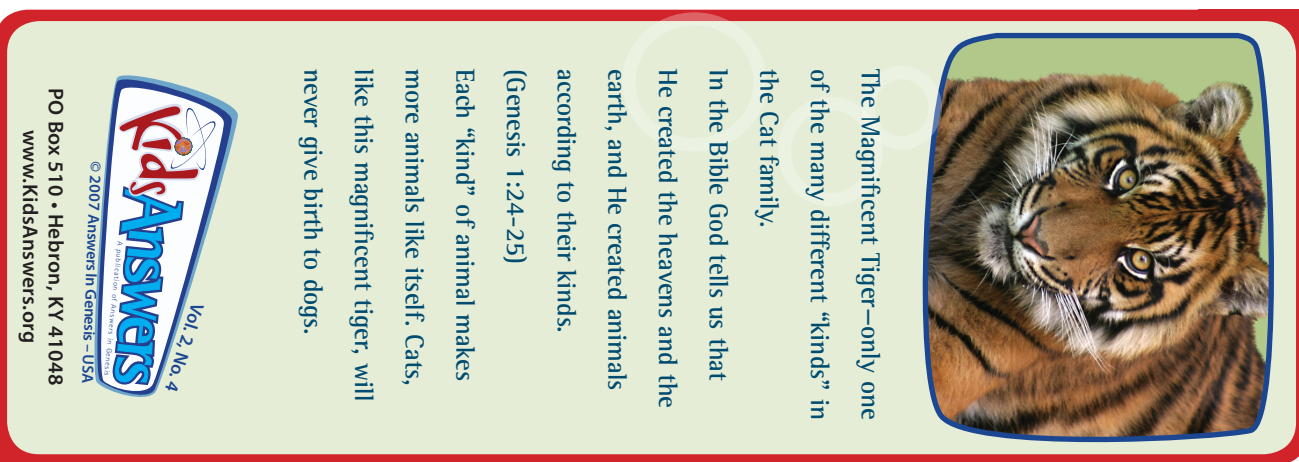 The Magnificent Tiger—only one
of the many different “kinds” in
the Cat family.
In the Bible God tells us that
He created the heavens and the
earth, and He created animals
according to their kinds.
(Genesis 1:24–25)
Each “kind” of animal makes
more animals like itself. Cats,
like this magnificent tiger, will
never give birth to dogs.
Vol. 2, No. 4
Kids Answers
A publication of Answers in Genesis
© 2007 Answers In Genesis – USA
PO Box 510 • Hebron, KY 41048
www.KidsAnswers.org